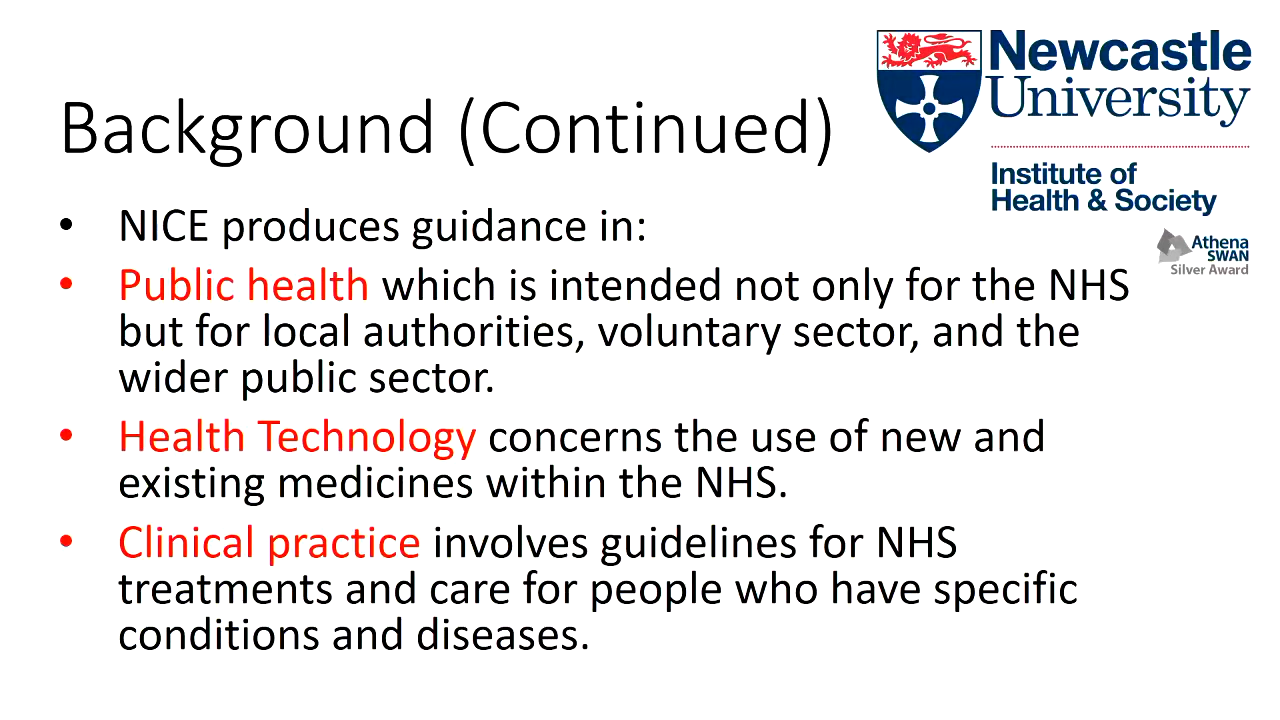 Newcastle
University
Background (Continued)
Institute of
Health & Society
• NICE produces guidance in:
Athena
SWAN
Silver Award
• Public health which is intended not only for the NHS
but for local authorities, voluntary sector, and the
wider public sector.
• Health Technology concerns the use of new and
existing medicines within the NHS.
• Clinical practice involves guidelines for NHS
treatments and care for people who have specific
conditions and diseases.